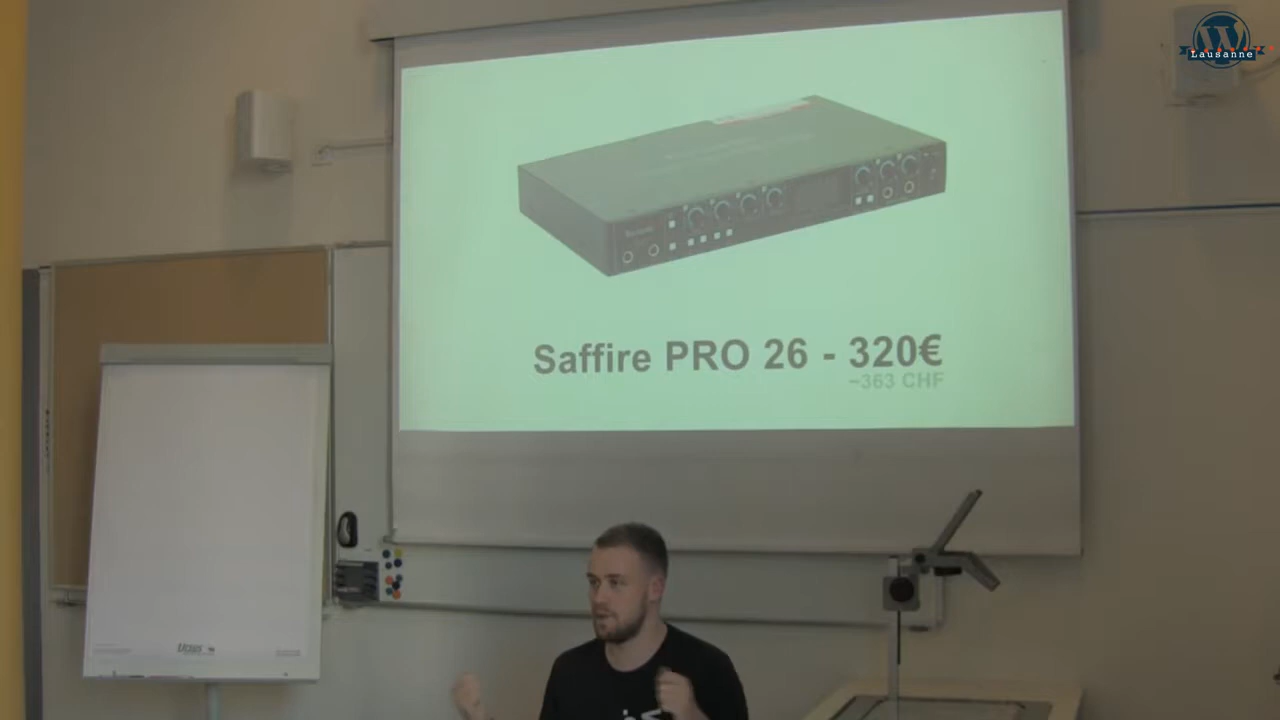 Lausanne
Saffire PRO 26 - 320€
~363 CHF